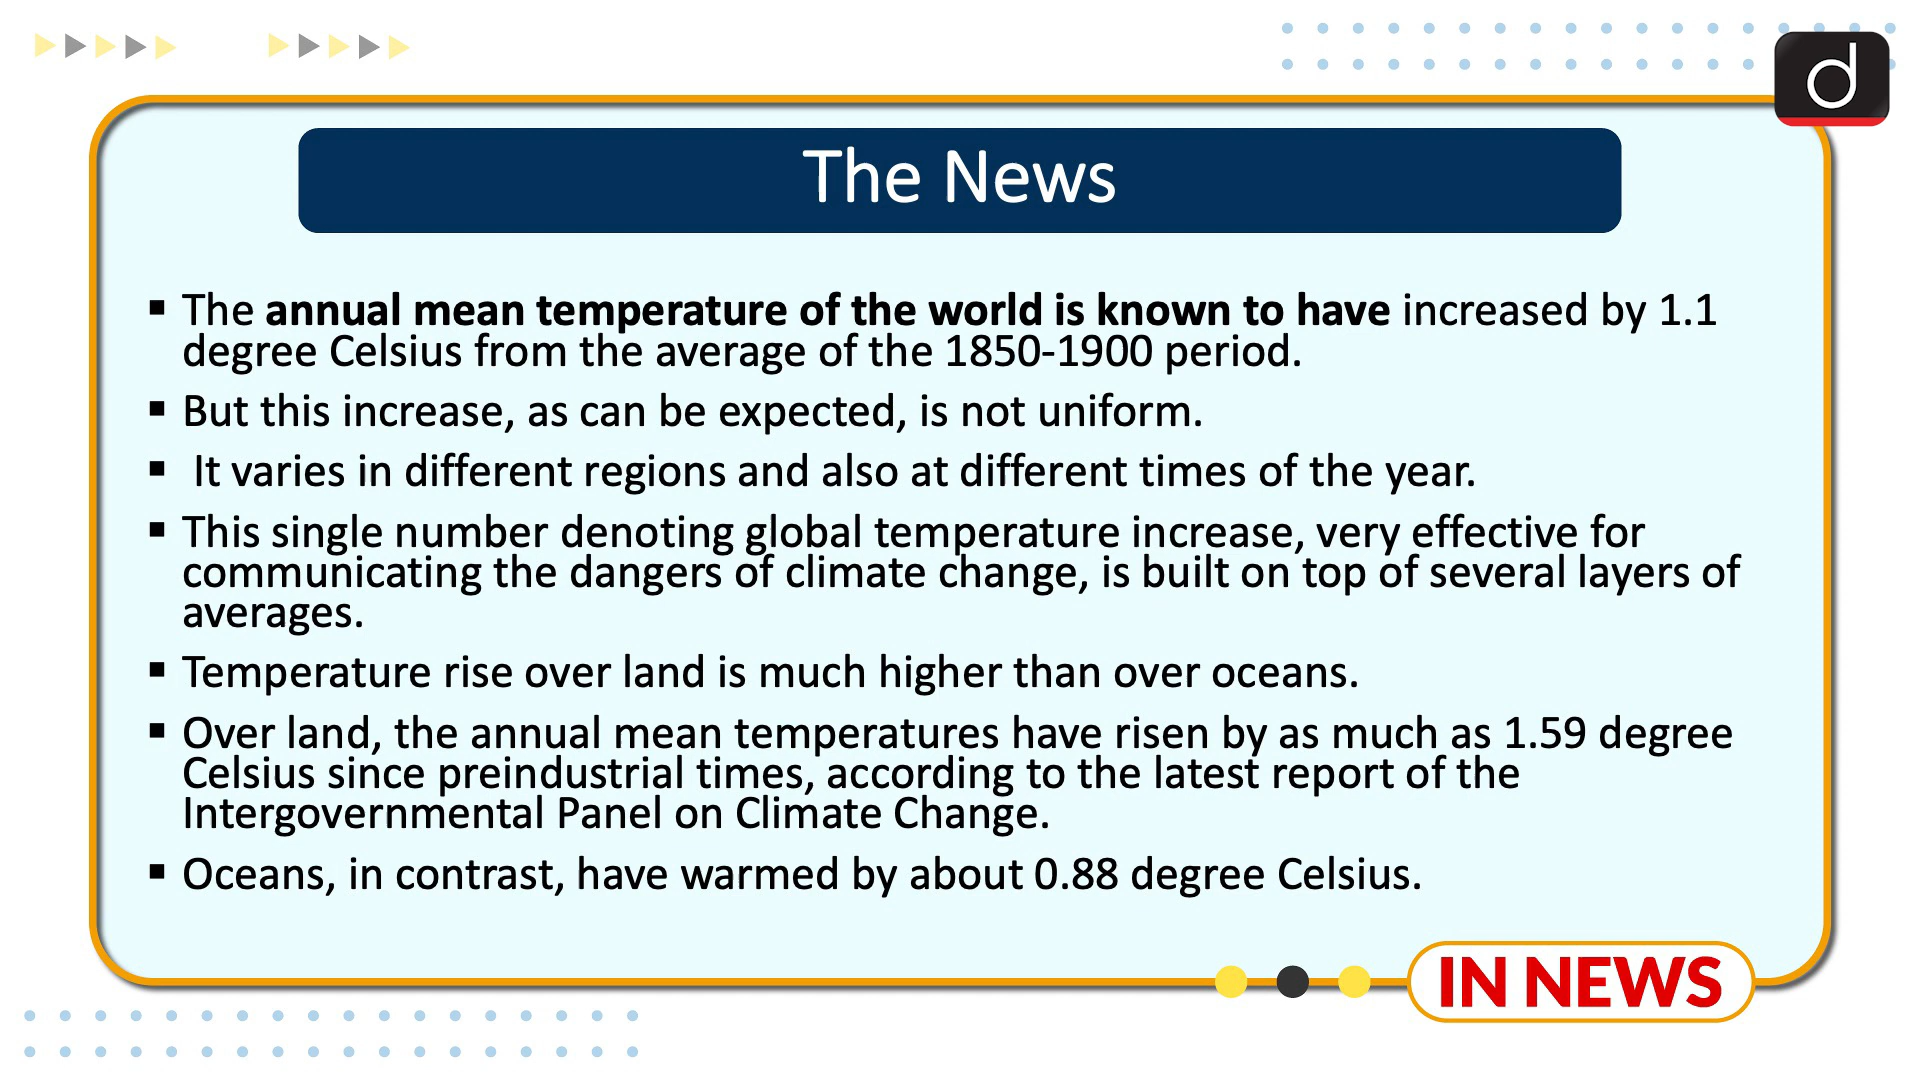 d
The News
▪ The annual mean temperature of the world is known to have increased by 1.1
degree Celsius from the average of the 1850-1900 period.
▪ But this increase, as can be expected, is not uniform.
▪ It varies in different regions and also at different times of the year.
▪ This single number denoting global temperature increase, very effective for
communicating the dangers of climate change, is built on top of several layers of
averages.
▪ Temperature rise over land is much higher than over oceans.
▪ Over land, the annual mean temperatures have risen by as much as 1.59 degree
Celsius since preindustrial times, according to the latest report of the
Intergovernmental Panel on Climate Change.
▪ Oceans, in contrast, have warmed by about 0.88 degree Celsius.
IN NEWS